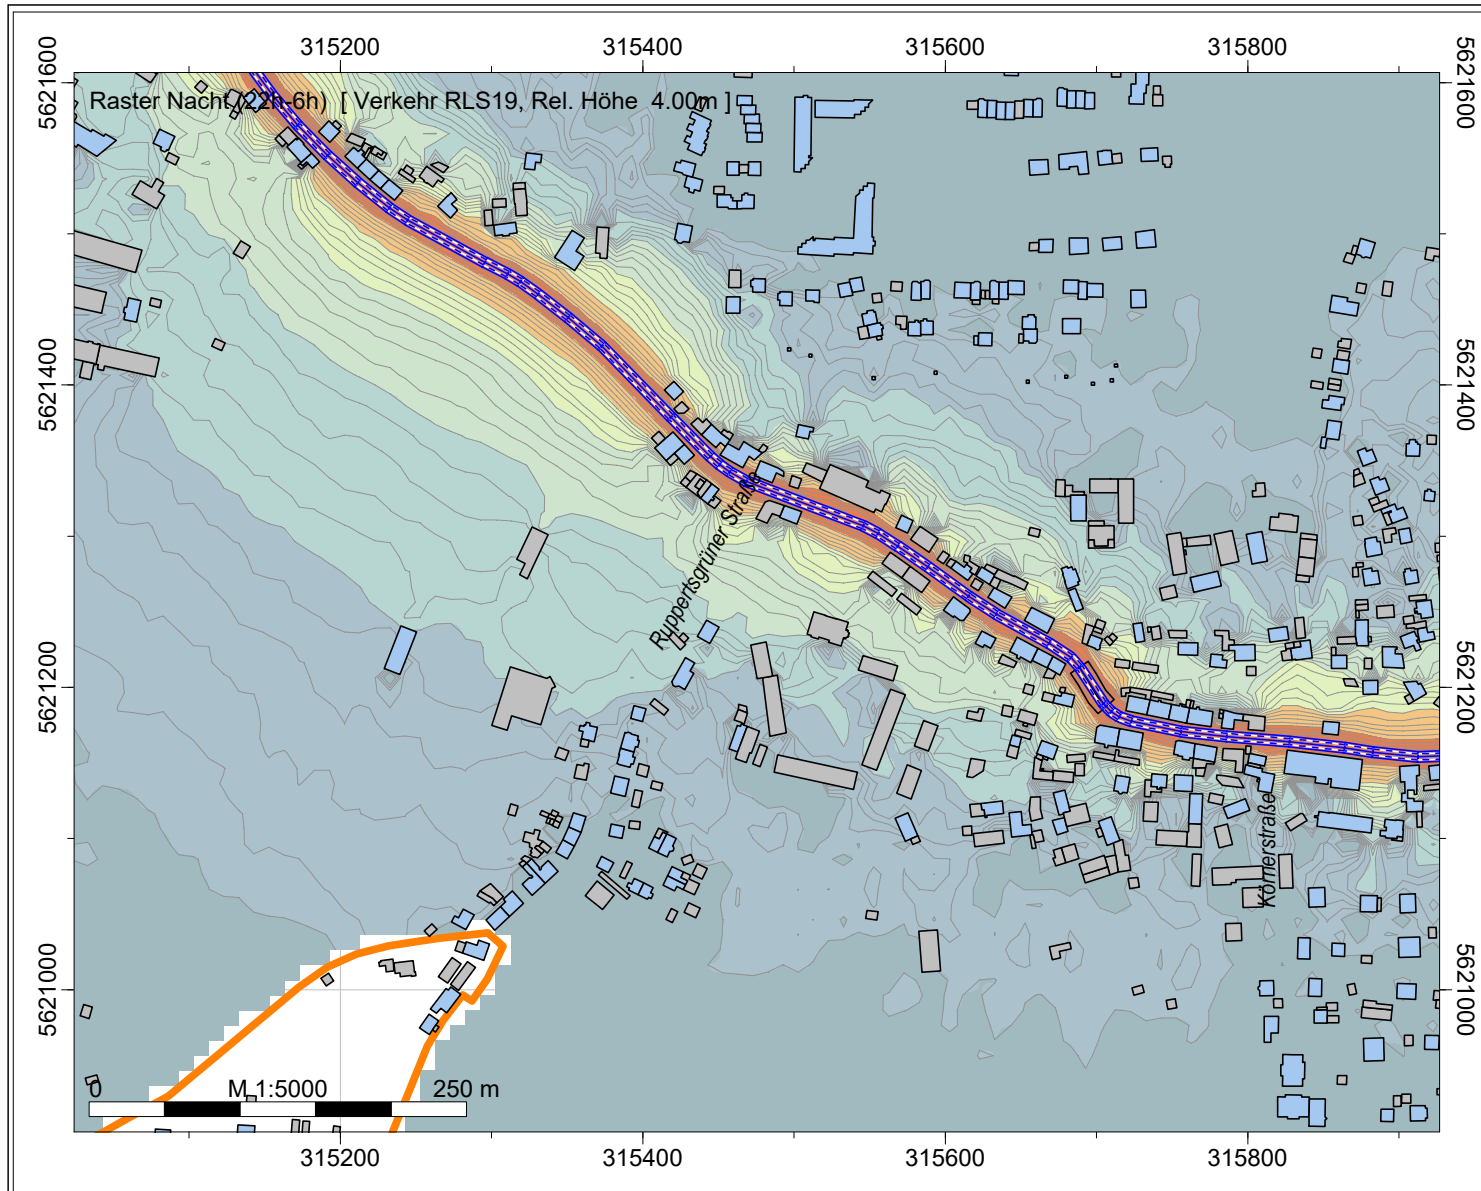 315200 315400 315600 315800
5621600 5621600
Raster Nacht (22h-6h) [ Verkehr RLS19, Rel. Höhe 4.00m ]
5621400 5621400
Ruppertsgrüner Straße
5621200 5621200
Körnerstraße
5621000 5621000
0 M 1:5000 250 m
315200 315400 315600 315800